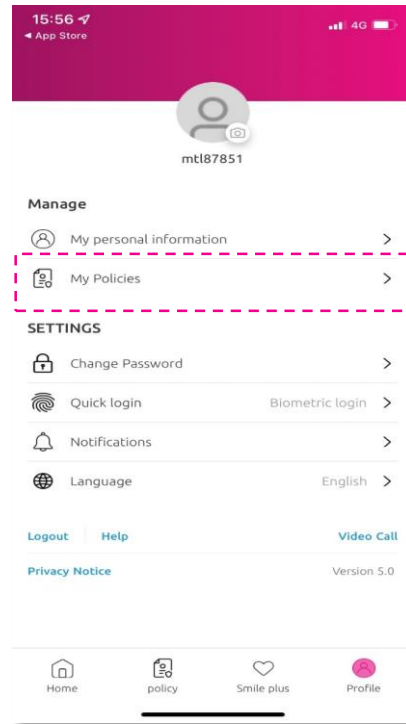 15:56
4G
◄ App Store
mtl87851
Manage
My personal information
My Policies
SETTINGS
Change Password
Quick login Biometric login
Notifications
Language English
Logout Help Video Call
Privacy Notice Version 5.0
Home policy Smile plus Profile